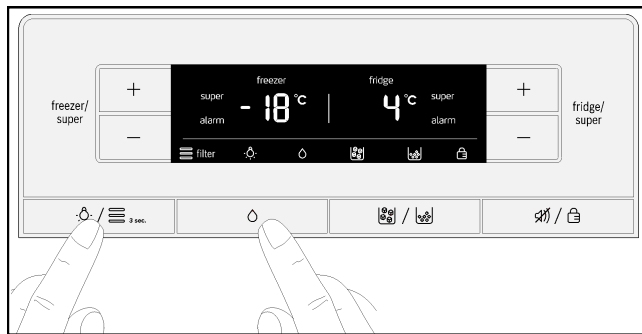 freezer/
super
+
−
freezer
super
alarm
- 18 °C
fridge
4 °C
super
alarm
filter
+
−
fridge/
super
/ 3 sec.
/
/